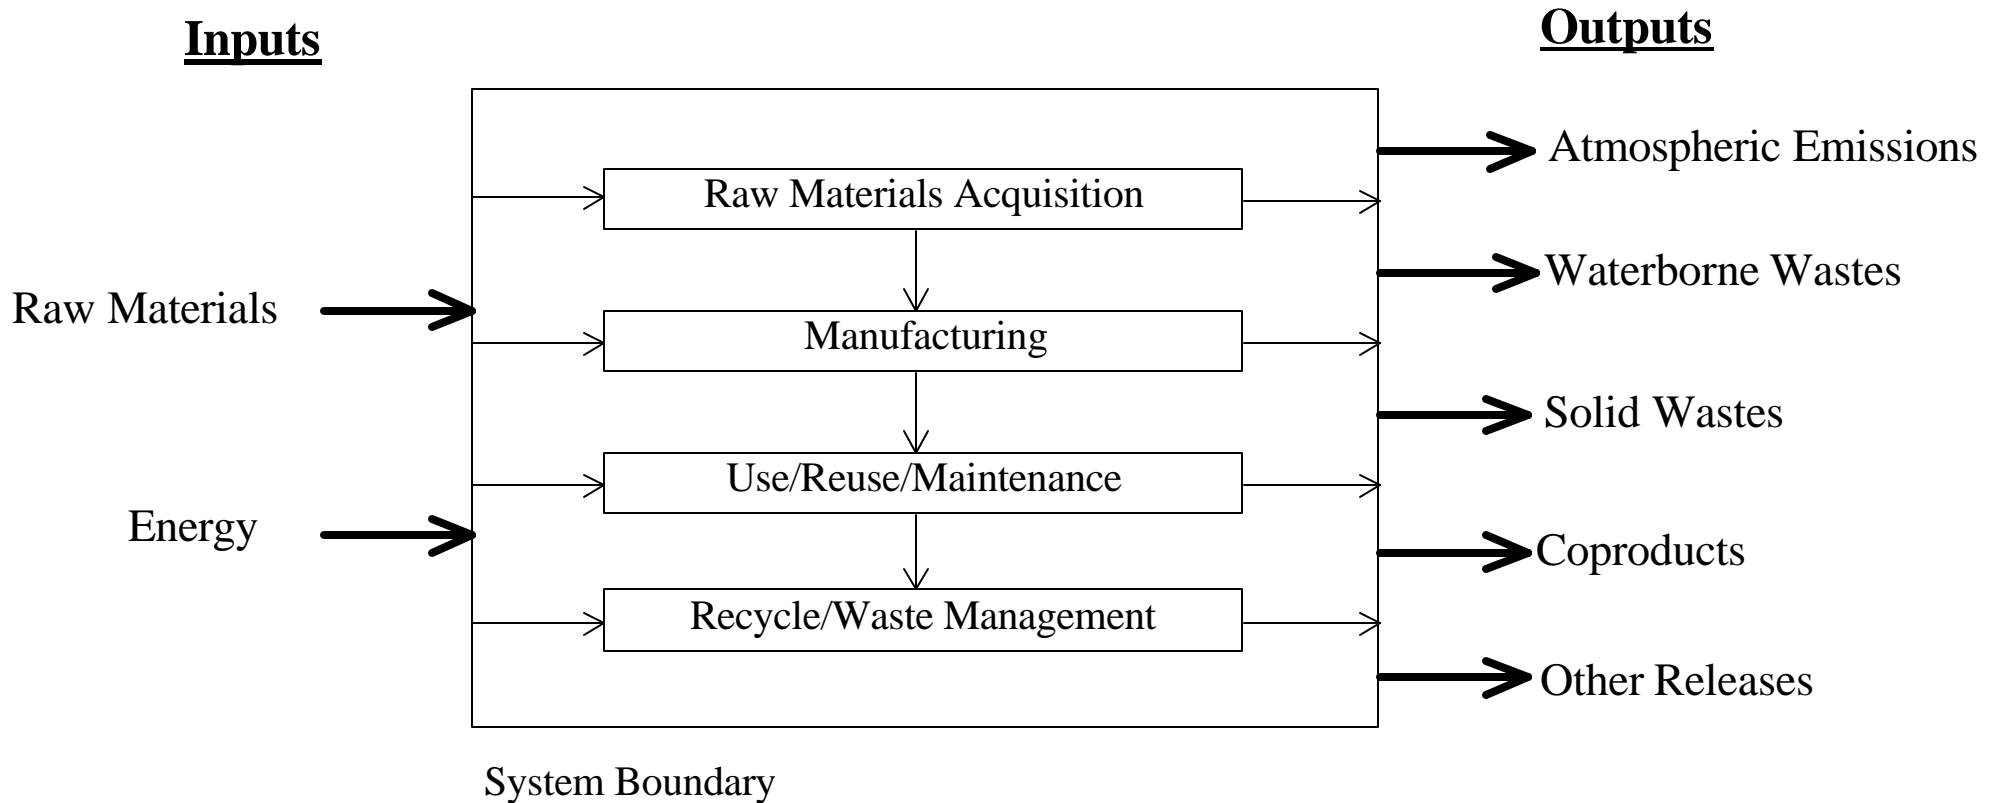 Inputs
Outputs
Raw Materials
Energy
Raw Materials Acquisition
Manufacturing
Use/Reuse/Maintenance
Recycle/Waste Management
Atmospheric Emissions
Waterborne Wastes
Solid Wastes
Coproducts
Other Releases
System Boundary